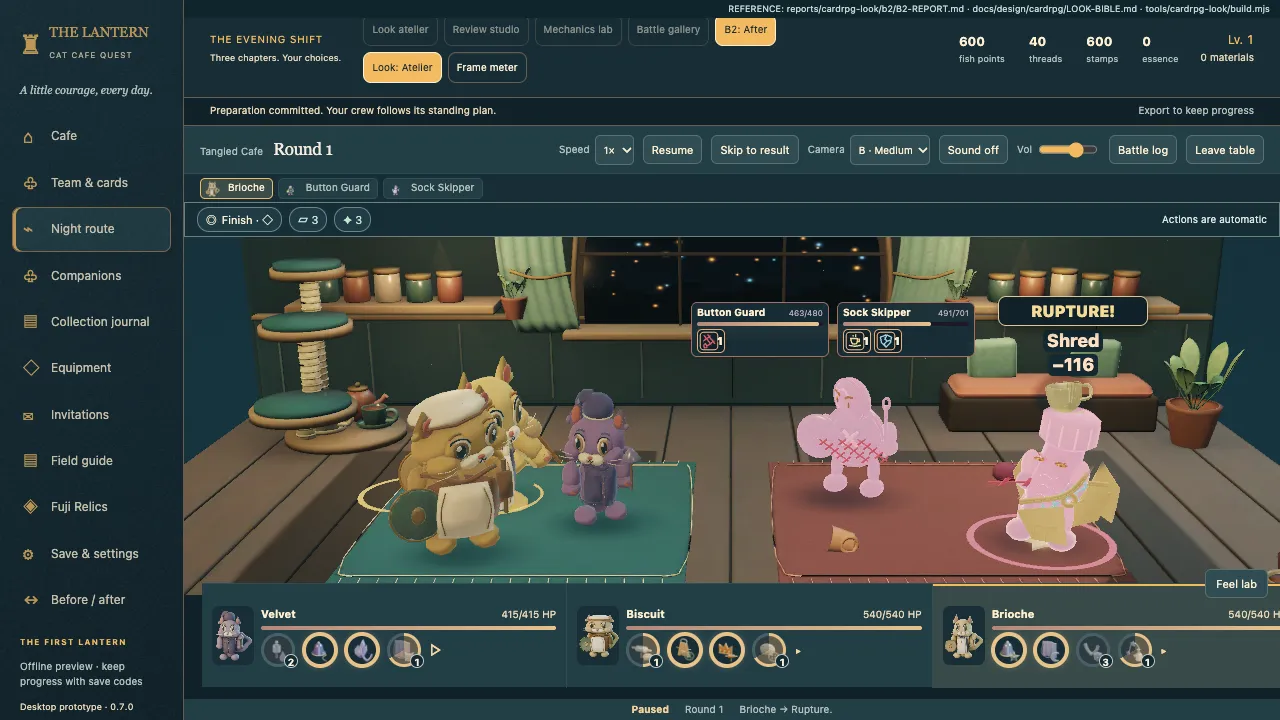 REFERENCE: reports/cardrpg-look/b2/B2-REPORT.md · docs/design/cardrpg/LOOK-BIBLE.md · tools/cardrpg-look/build.mjs
THE LANTERN
CAT CAFE QUEST
A little courage, every day.
Cafe
Team & cards
Night route
Companions
Collection journal
Equipment
Invitations
Field guide
Fuji Relics
Save & settings
Before / after
THE FIRST LANTERN
Offline preview · keep
progress with save codes
Desktop prototype · 0.7.0
THE EVENING SHIFT
Three chapters. Your choices.
Look atelier
Review studio
Mechanics lab
Battle gallery
B2: After
Look: Atelier
Frame meter
600
fish points
40
threads
600
stamps
0
essence
Lv. 1
0 materials
Preparation committed. Your crew follows its standing plan.
Export to keep progress
Tangled Cafe
Round 1
Speed
1×
Resume
Skip to result
Camera
B · Medium
Sound off
Vol
Battle log
Leave table
Brioche
Button Guard
Sock Skipper
Finish ·
3
3
Actions are automatic
Button Guard 463/480
1
Sock Skipper 491/701
1
1
RUPTURE!
Shred
−116
Feel lab
Velvet 415/415 HP
2
1
Biscuit 540/540 HP
1
1
Brioche 540/540 H
3
1
Paused
Round 1
Brioche → Rupture.